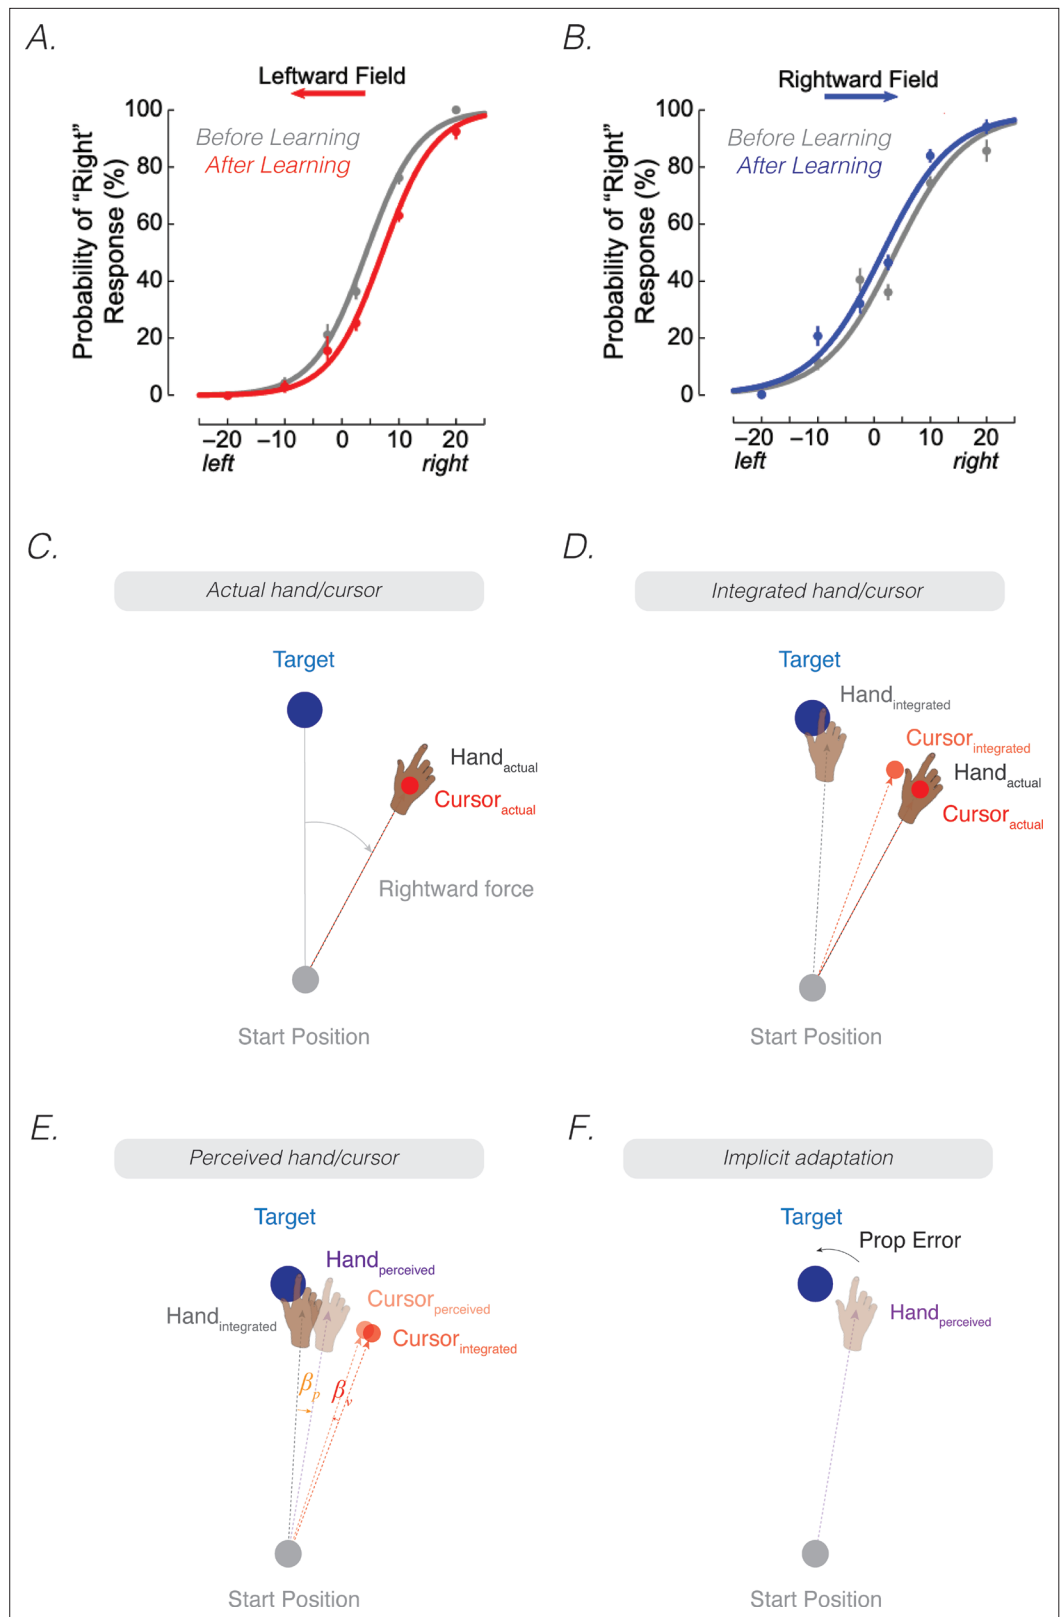 A.
Leftward Field
Before Learning
After Learning
Probability of “Right”
Response (%)
100
80
60
40
20
0
–20 –10 0 10 20
left right
B.
Rightward Field
Before Learning
After Learning
Probability of “Right”
Response (%)
100
80
60
40
20
0
–20 –10 0 10 20
left right
C.
Actual hand/cursor
Target
Hand actual
Cursor actual
Rightward force
Start Position
D.
Integrated hand/cursor
Target
Hand integrated
Cursor integrated
Hand actual
Cursor actual
Start Position
E.
Perceived hand/cursor
Target
Hand perceived
Cursor perceived
Hand integrated
Cursor integrated
βp βv
Start Position
F.
Implicit adaptation
Target
Prop Error
Hand perceived
Start Position